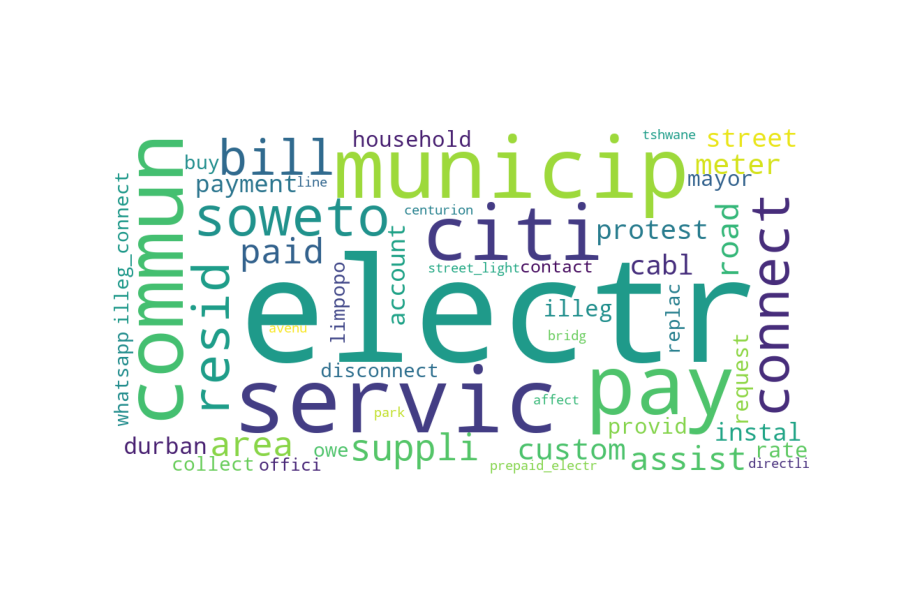 tshwane
household
street
commun
bill
municip
buy
meter
payment
line
mayor
whatsapp
illeg_connect
soweto
centurion
citi
protest
road
connect
paid
account
street_light
contact
cabl
resid
electr
limpopo
illeg
replac
avenu
bridg
disconnect
servic
pay
request
affect
park
durban
area
owe
suppli
custom
provid
assist
instal
rate
collect
offici
prepaid_electr
directli